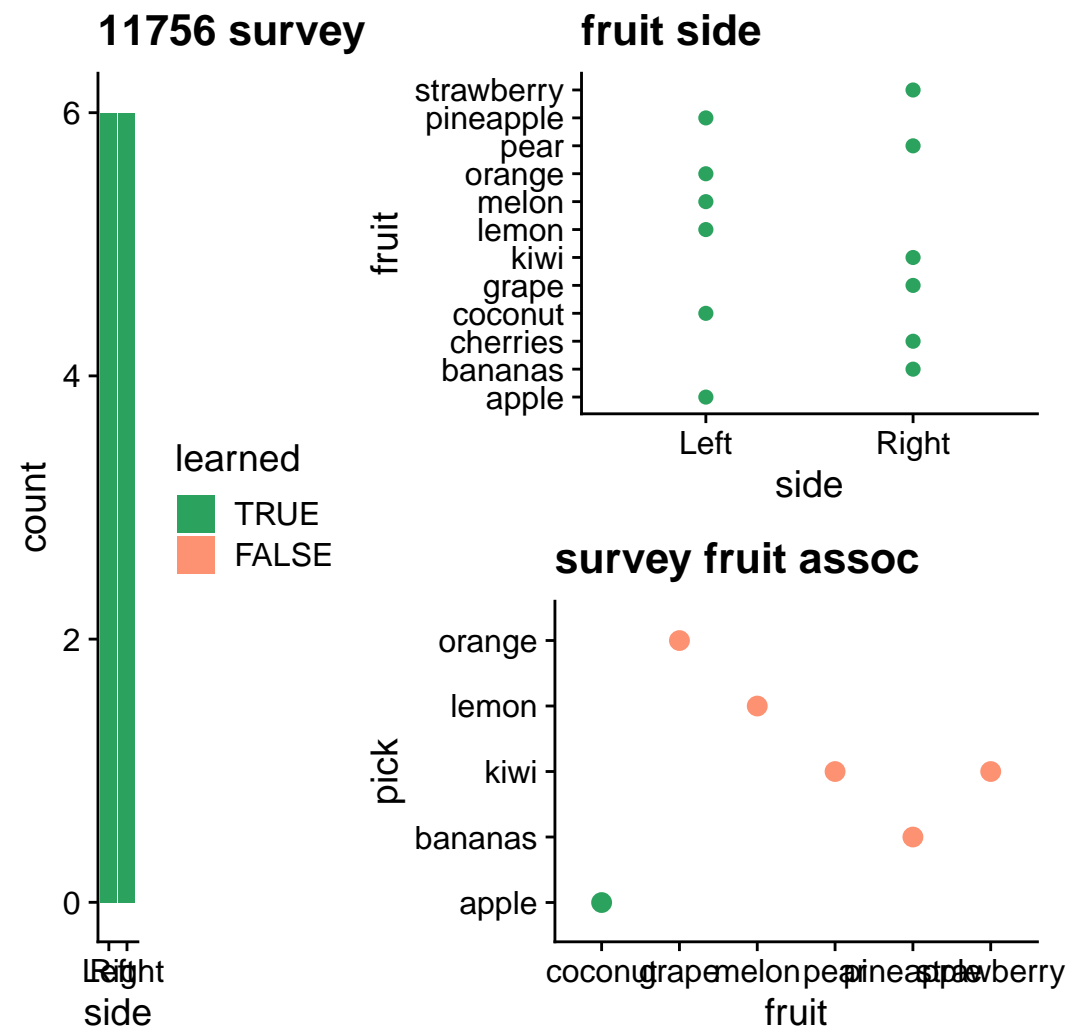 11756 survey
6
4
2
0
count
Left
Right
side
learned
TRUE
FALSE
fruit side
strawberry
pineapple
pear
orange
melon
lemon
kiwi
grape
coconut
cherries
bananas
apple
fruit
Left
Right
side
survey fruit assoc
orange
lemon
kiwi
bananas
apple
pick
coconut
grape
melon
pear
pineapple
strawberry
fruit